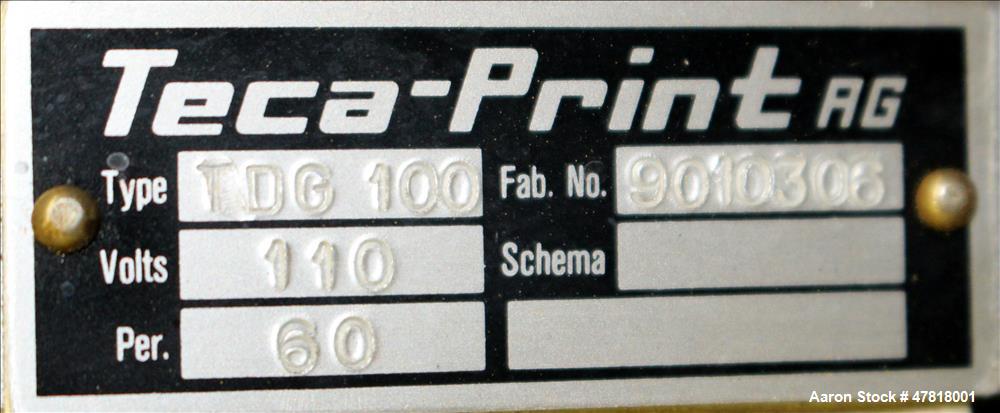 Teca-Print AG
Type TDG 100 Fab. No. 9010306
Volts 110 Schema
Per. 60
Aaron Stock # 47818001